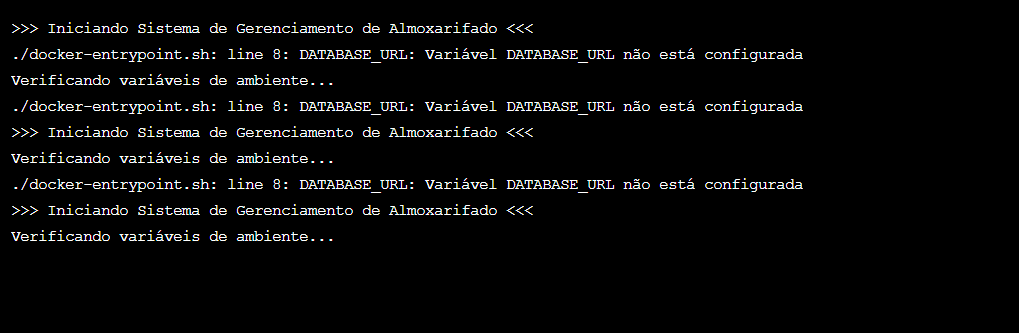 >>> Iniciando Sistema de Gerenciamento de Almoxarifado <<<
./docker-entrypoint.sh: line 8: DATABASE_URL: Variável DATABASE_URL não está configurada
Verificando variáveis de ambiente...
./docker-entrypoint.sh: line 8: DATABASE_URL: Variável DATABASE_URL não está configurada
>>> Iniciando Sistema de Gerenciamento de Almoxarifado <<<
Verificando variáveis de ambiente...
./docker-entrypoint.sh: line 8: DATABASE_URL: Variável DATABASE_URL não está configurada
>>> Iniciando Sistema de Gerenciamento de Almoxarifado <<<
Verificando variáveis de ambiente...